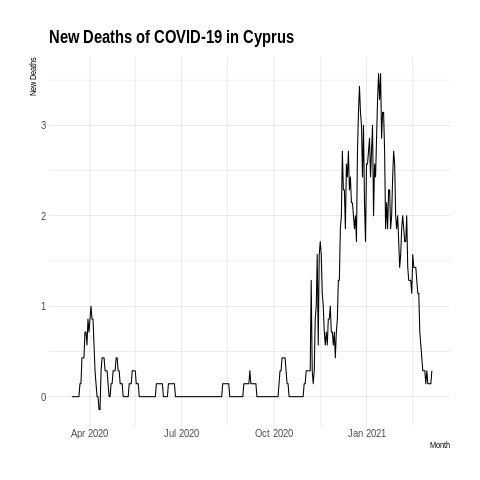 New Deaths of COVID-19 in Cyprus
New Deaths
3
2
1
0
Apr 2020 Jul 2020 Oct 2020 Jan 2021
Month